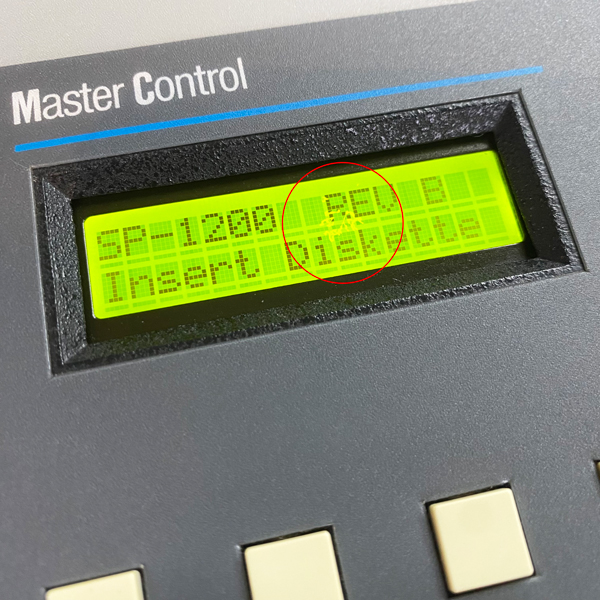 Master Control
SP-1200 REV B
Insert Diskette